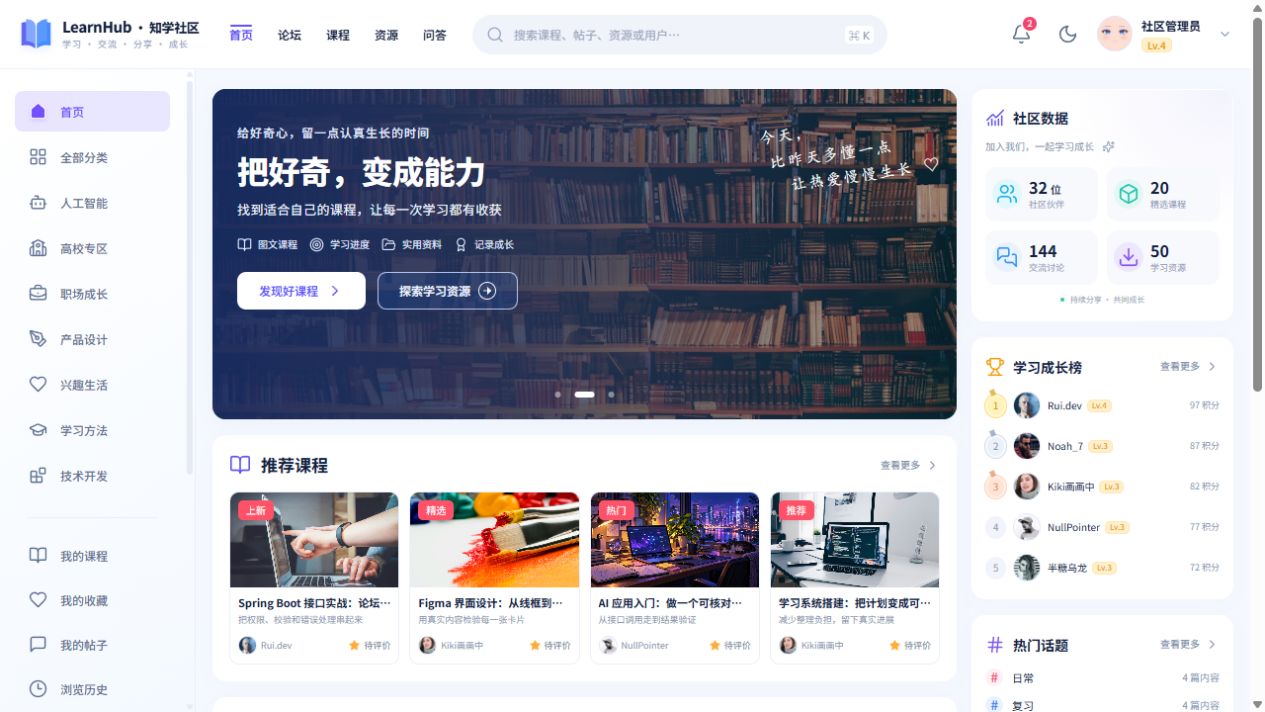 LearnHub · 知学社区
学习 · 交流 · 分享 · 成长
首页
论坛
课程
资源
问答
搜索课程、帖子、资源或用户…
⌘ K
2
社区管理员
Lv.4
首页
全部分类
人工智能
高校专区
职场成长
产品设计
兴趣生活
学习方法
技术开发
我的课程
我的收藏
我的帖子
浏览历史
给好奇心，留一点认真生长的时间
把好奇，变成能力
找到适合自己的课程，让每一次学习都有收获
图文课程
学习进度
实用资料
记录成长
发现好课程
探索学习资源
今天，
比昨天多懂一点
让热爱慢慢生长
推荐课程
查看更多
上新
Spring Boot 接口实战：论坛…
把权限、校验和错误处理串起来
Rui.dev
待评价
精选
Figma 界面设计：从线框到…
用真实内容检验每一张卡片
Kiki画画中
待评价
热门
AI 应用入门：做一个可核对…
从接口调用走到结果验证
NullPointer
待评价
推荐
学习系统搭建：把计划变成可…
减少整理负担，留下真实进展
Kiki画画中
待评价
社区数据
加入我们，一起学习成长
32 位
社区伙伴
20
精选课程
144
交流讨论
50
学习资源
持续分享 · 共同成长
学习成长榜
查看更多
1 Rui.dev Lv.4 97 积分
2 Noah_7 Lv.3 87 积分
3 Kiki画画中 Lv.3 82 积分
4 NullPointer Lv.3 77 积分
5 半糖乌龙 Lv.3 72 积分
热门话题
查看更多
# 日常 4 篇内容
# 复习 4 篇内容